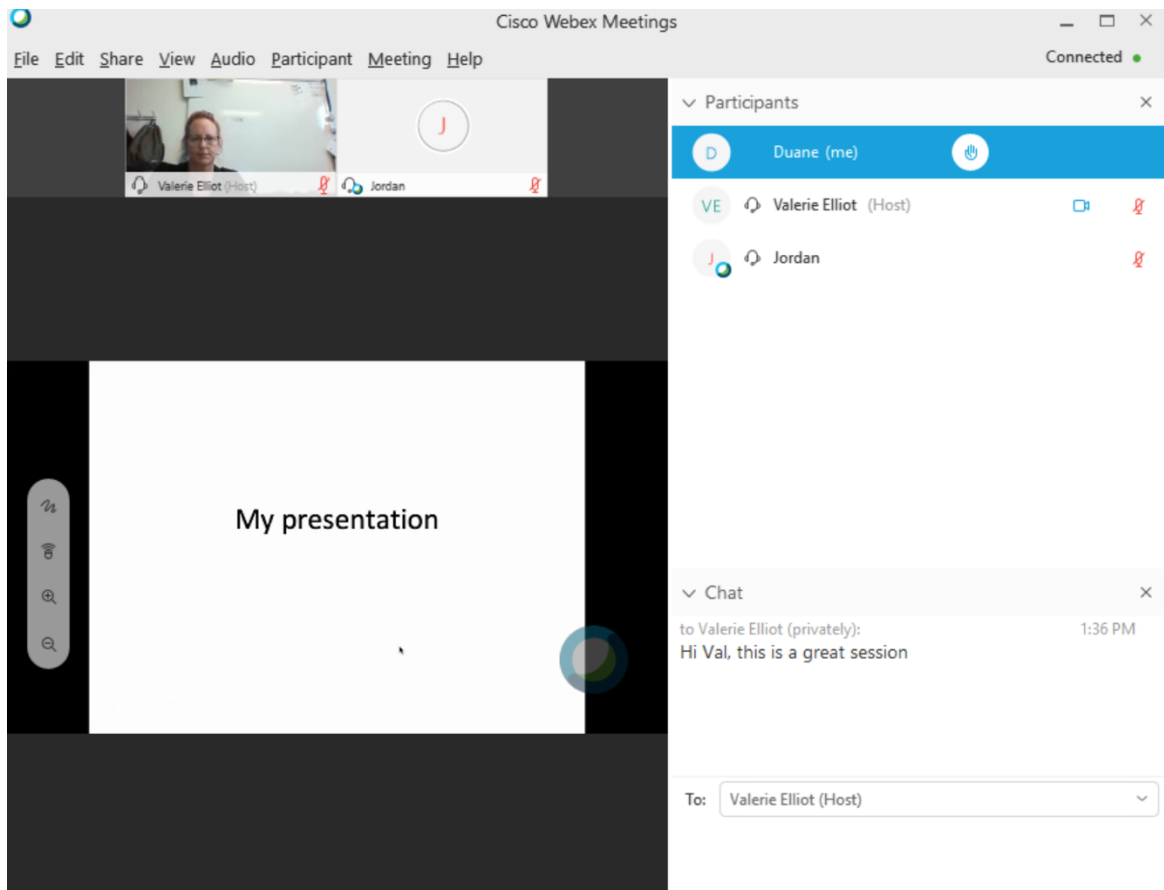 Cisco Webex Meetings
File Edit Share View Audio Participant Meeting Help
Connected
J
Valerie Elliot (Host)
Jordan
My presentation
Participants
D Duane (me)
VE Valerie Elliot (Host)
J Jordan
Chat
to Valerie Elliot (privately): 1:36 PM
Hi Val, this is a great session
To: Valerie Elliot (Host)